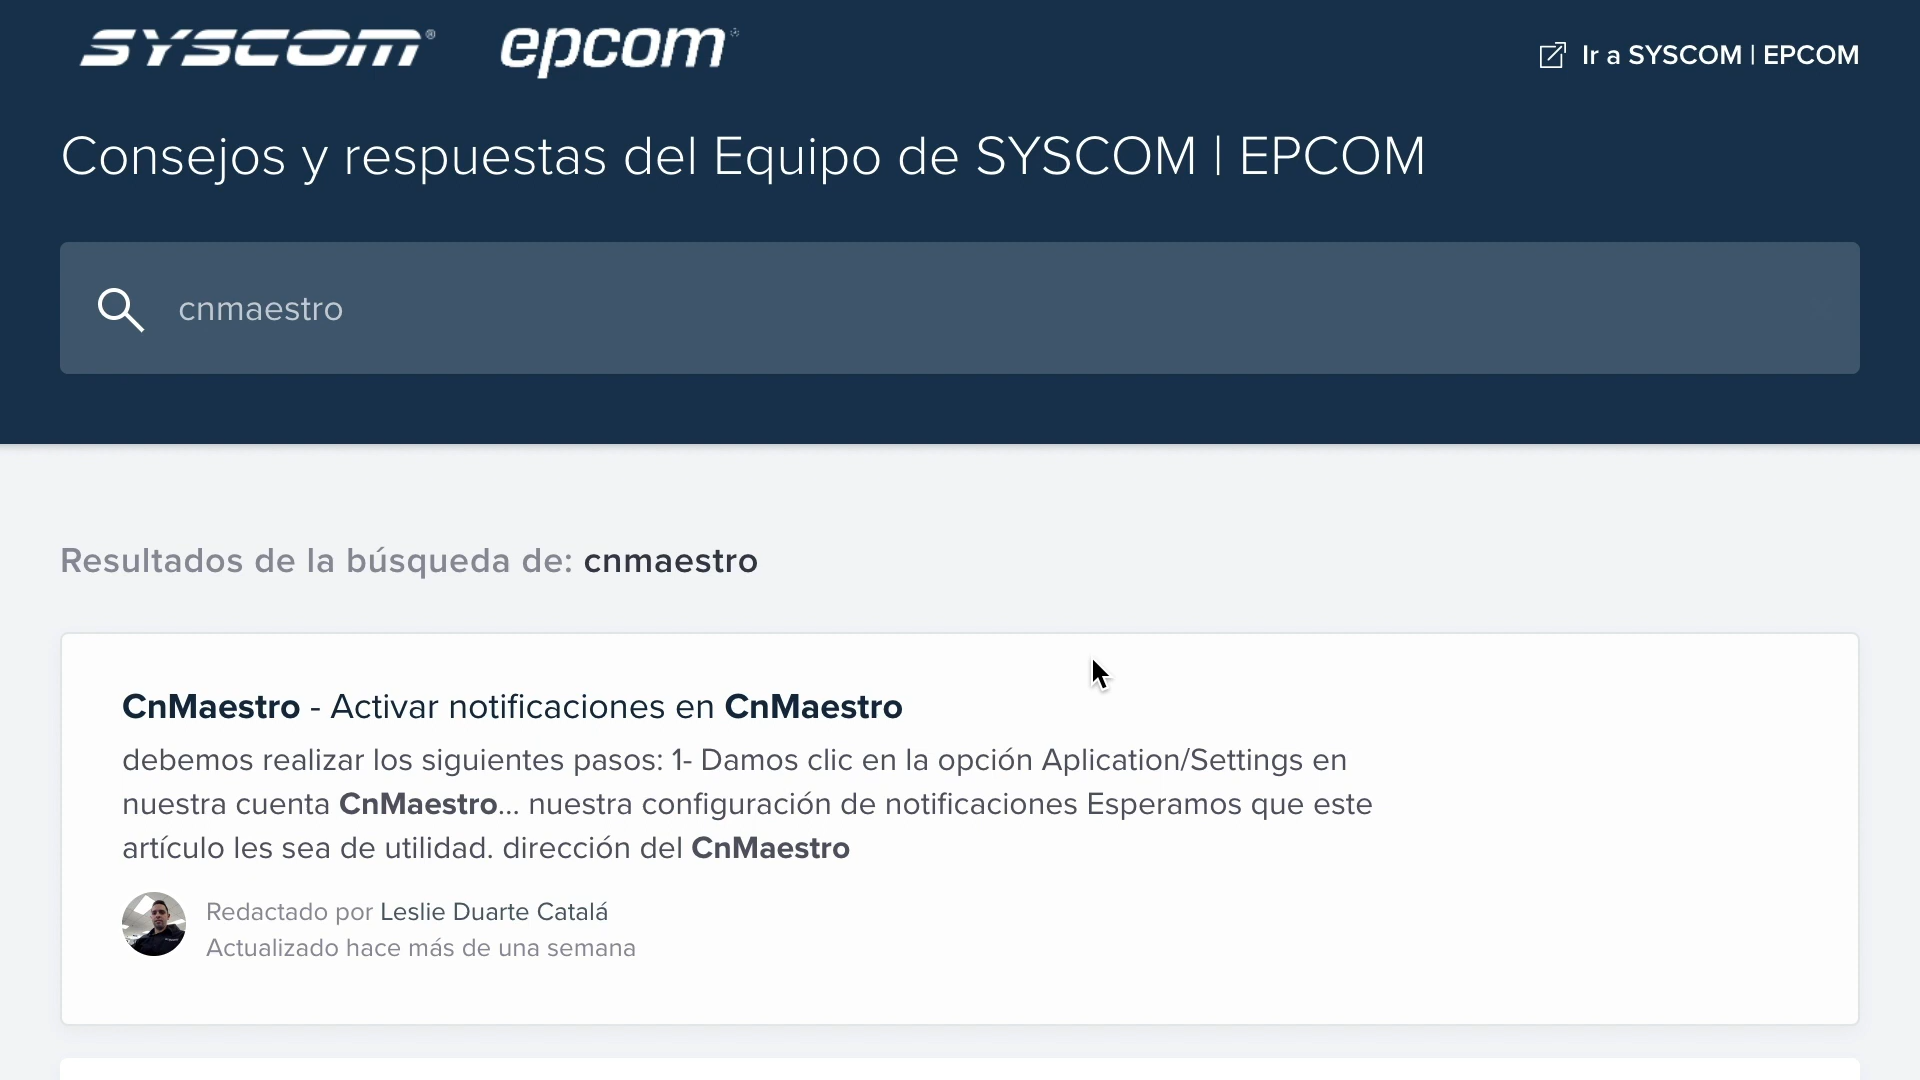 SYSCOM®
epcom
Ir a SYSCOM | EPCOM
Consejos y respuestas del Equipo de SYSCOM | EPCOM
cnmaestro
Resultados de la búsqueda de: cnmaestro
CnMaestro - Activar notificaciones en CnMaestro
debemos realizar los siguientes pasos: 1- Damos clic en la opción Aplication/Settings en
nuestra cuenta CnMaestro... nuestra configuración de notificaciones Esperamos que este
artículo les sea de utilidad. dirección del CnMaestro
Redactado por Leslie Duarte Catalá
Actualizado hace más de una semana